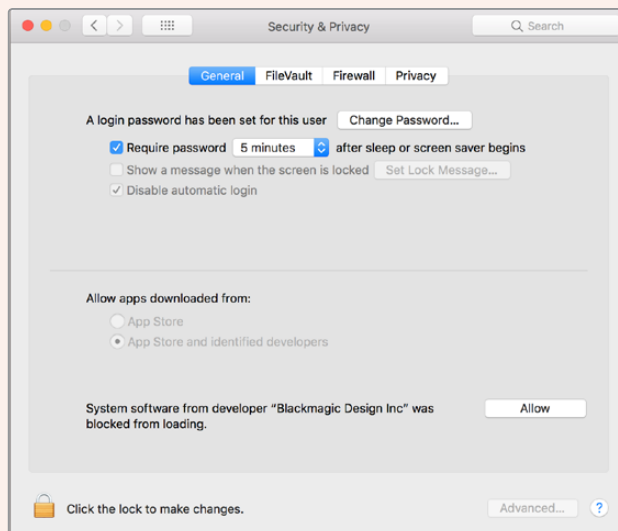 Security & Privacy
Search
General FileVault Firewall Privacy
A login password has been set for this user Change Password...
Require password 5 minutes after sleep or screen saver begins
Show a message when the screen is locked Set Lock Message...
Disable automatic login
Allow apps downloaded from:
App Store
App Store and identified developers
System software from developer “Blackmagic Design Inc” was Allow
blocked from loading.
Click the lock to make changes. Advanced... ?